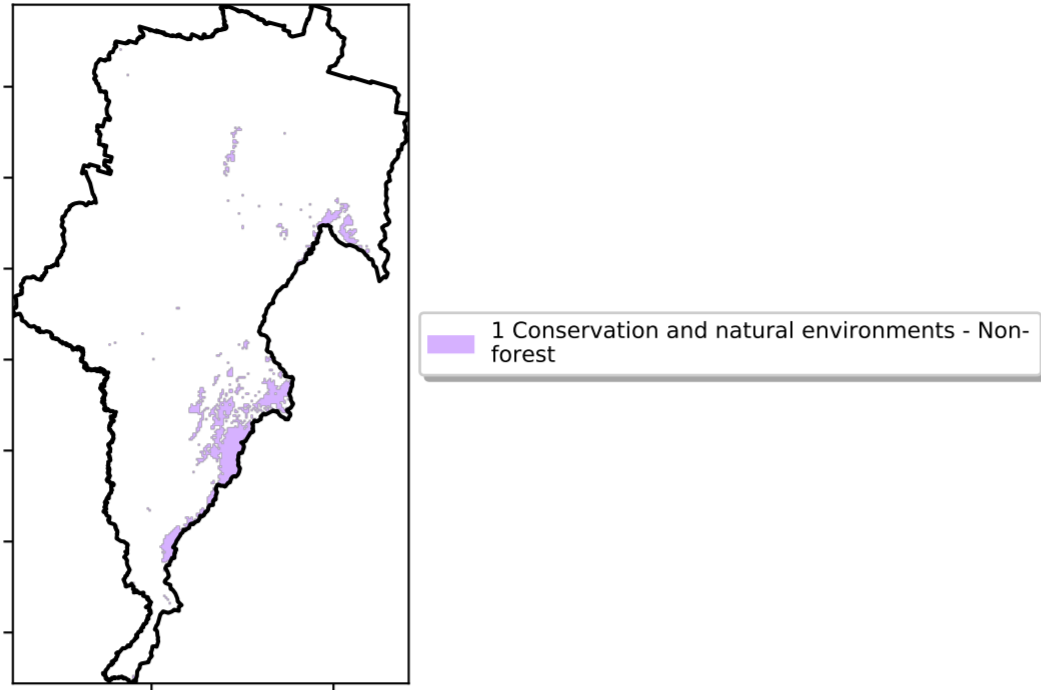 1 Conservation and natural environments - Non-
forest